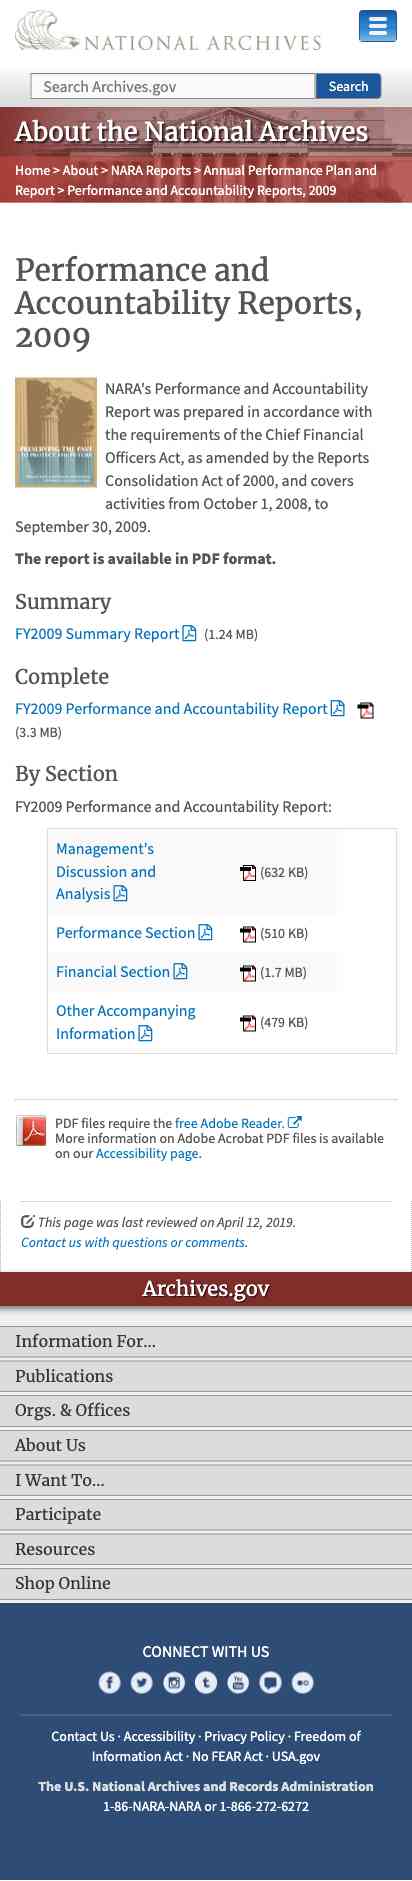 NATIONAL ARCHIVES
Search Archives.gov
Search
About the National Archives
Home > About > NARA Reports > Annual Performance Plan and
Report > Performance and Accountability Reports, 2009
Performance and
Accountability Reports,
2009
PRESERVING THE PAST
TO PROTECT THE FUTURE
NARA's Performance and Accountability
Report was prepared in accordance with
the requirements of the Chief Financial
Officers Act, as amended by the Reports
Consolidation Act of 2000, and covers
activities from October 1, 2008, to
September 30, 2009.
The report is available in PDF format.
Summary
FY2009 Summary Report (1.24 MB)
Complete
FY2009 Performance and Accountability Report
(3.3 MB)
By Section
FY2009 Performance and Accountability Report:
Management's
Discussion and
Analysis (632 KB)
Performance Section (510 KB)
Financial Section (1.7 MB)
Other Accompanying
Information (479 KB)
PDF files require the free Adobe Reader.
More information on Adobe Acrobat PDF files is available
on our Accessibility page.
This page was last reviewed on April 12, 2019.
Contact us with questions or comments.
Archives.gov
Information For...
Publications
Orgs. & Offices
About Us
I Want To...
Participate
Resources
Shop Online
CONNECT WITH US
Contact Us · Accessibility · Privacy Policy · Freedom of
Information Act · No FEAR Act · USA.gov
The U.S. National Archives and Records Administration
1-86-NARA-NARA or 1-866-272-6272